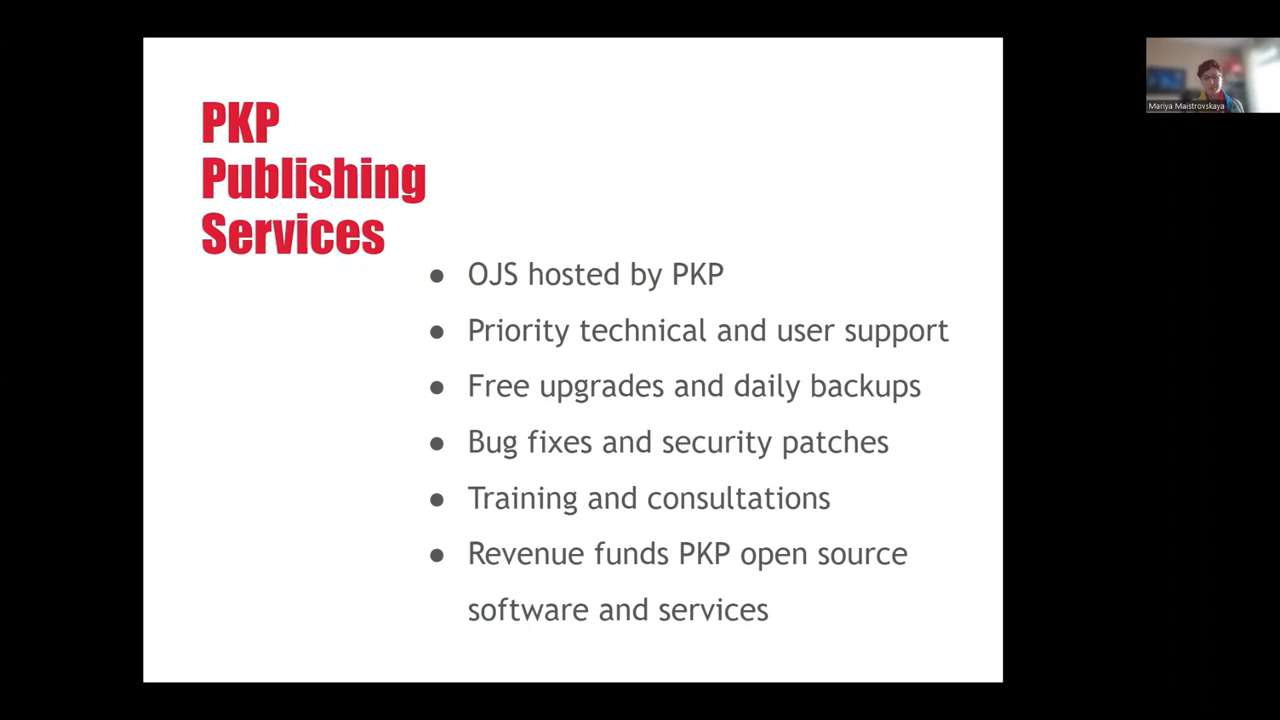 PKP
Publishing
Services
● OJS hosted by PKP
● Priority technical and user support
● Free upgrades and daily backups
● Bug fixes and security patches
● Training and consultations
● Revenue funds PKP open source
software and services
Mariya Maistrovskaya